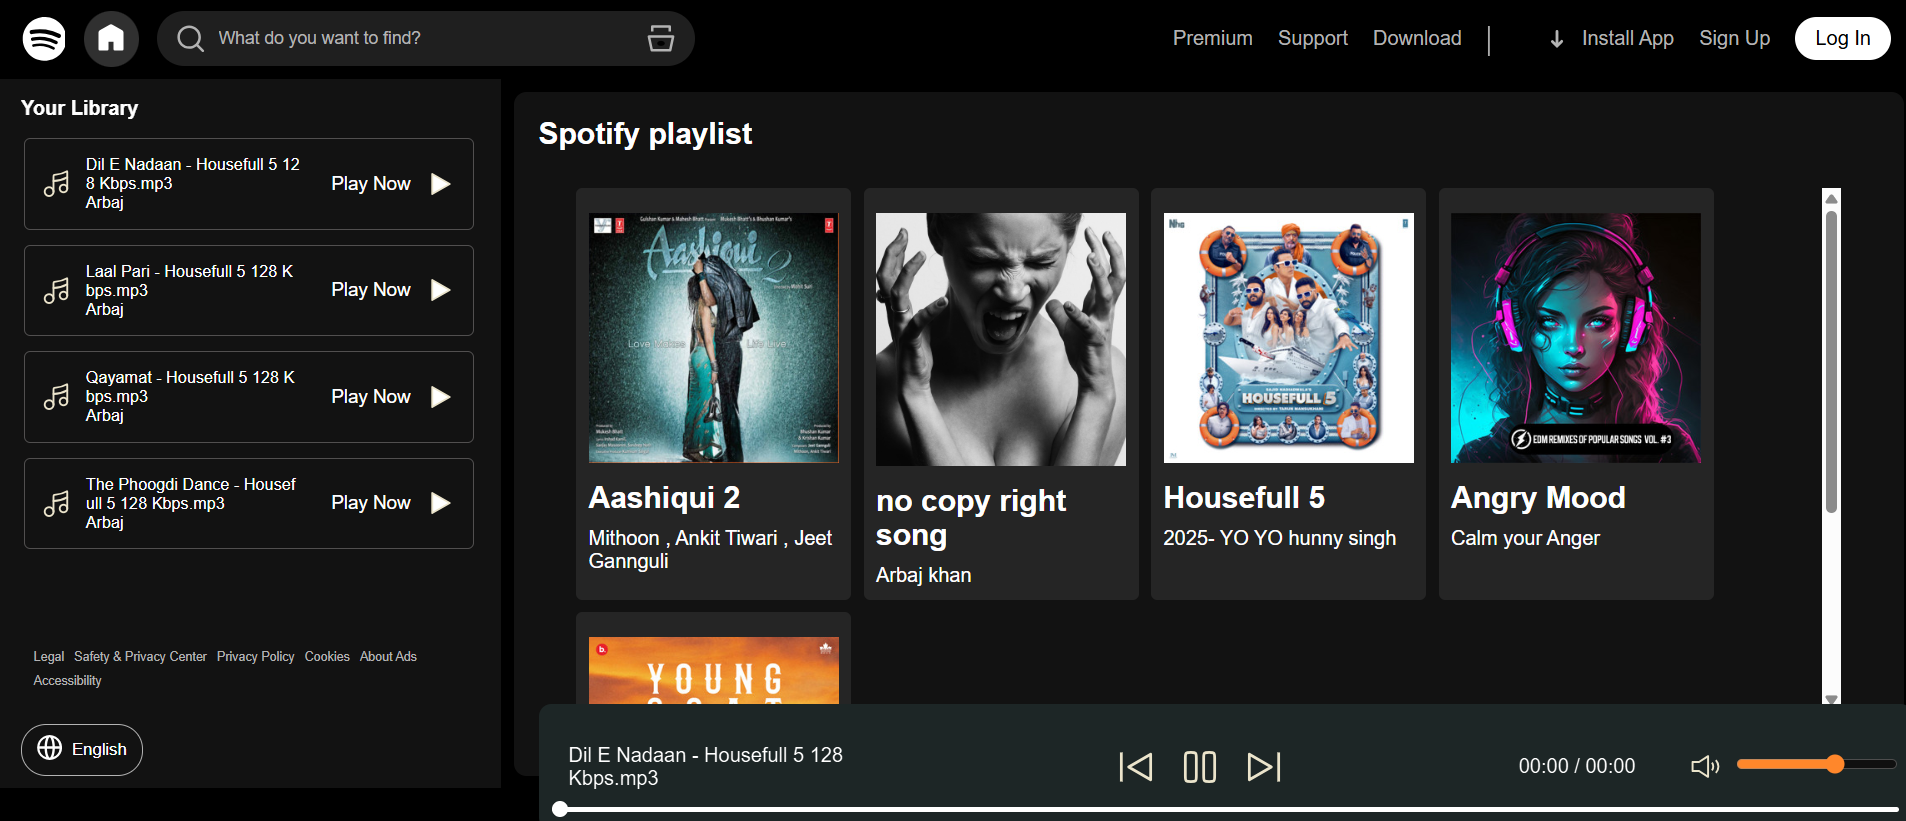 What do you want to find?
Premium Support Download | Install App Sign Up Log In
Your Library
Dil E Nadaan - Housefull 5 12
8 Kbps.mp3
Arbaj
Play Now
Laal Pari - Housefull 5 128 K
bps.mp3
Arbaj
Play Now
Qayamat - Housefull 5 128 K
bps.mp3
Arbaj
Play Now
The Phoogdi Dance - Housef
ull 5 128 Kbps.mp3
Arbaj
Play Now
Legal Safety & Privacy Center Privacy Policy Cookies About Ads
Accessibility
English
Spotify playlist
Aashiqui 2
Love Makes Life Live
Aashiqui 2
Mithoon , Ankit Tiwari , Jeet
Gannguli
no copy right
song
Arbaj khan
HOUSEFULL 5
Housefull 5
2025- YO YO hunny singh
EDM REMIXES OF POPULAR SONGS VOL. #3
Angry Mood
Calm your Anger
YOUNG
Dil E Nadaan - Housefull 5 128
Kbps.mp3
00:00 / 00:00